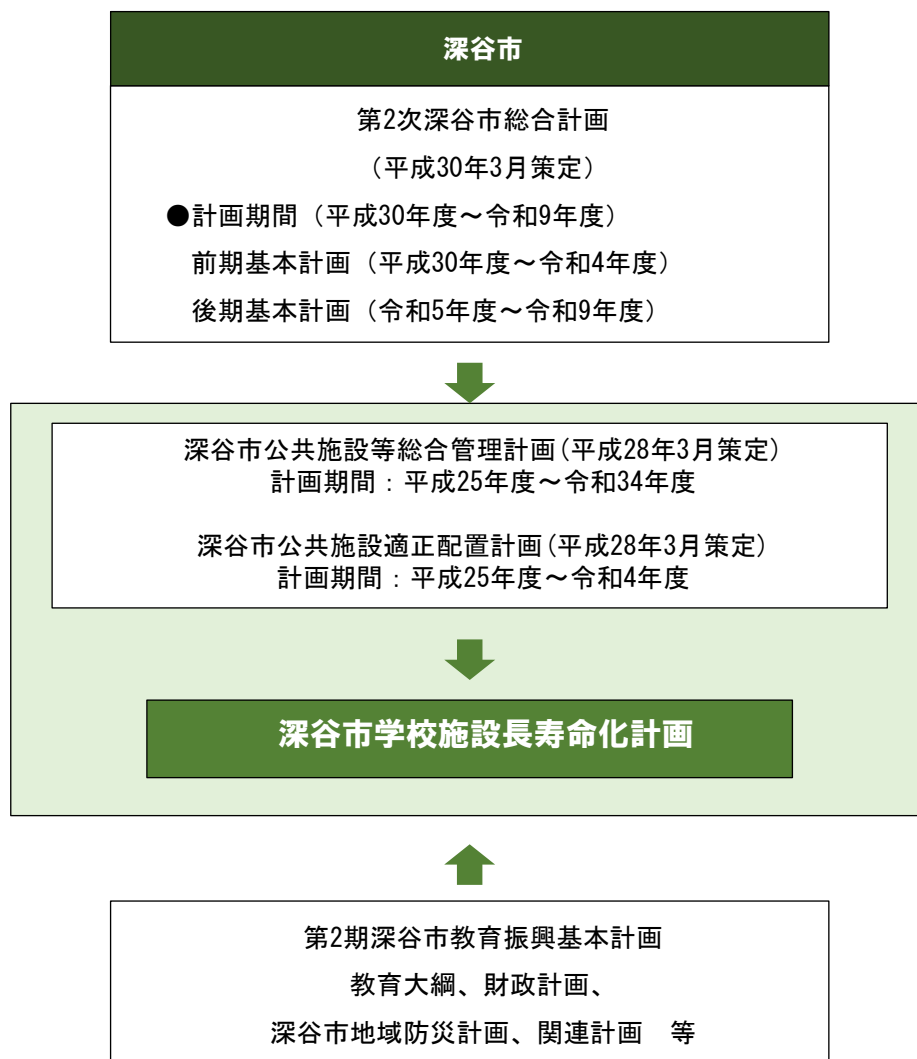 深谷市
第2次深谷市総合計画
（平成30年3月策定）
●計画期間（平成30年度～令和9年度）
前期基本計画（平成30年度～令和4年度）
後期基本計画（令和5年度～令和9年度）
深谷市公共施設等総合管理計画(平成28年3月策定)
計画期間：平成25年度～令和34年度
深谷市公共施設適正配置計画(平成28年3月策定)
計画期間：平成25年度～令和4年度
深谷市学校施設長寿命化計画
第2期深谷市教育振興基本計画
教育大綱、財政計画、
深谷市地域防災計画、関連計画　等